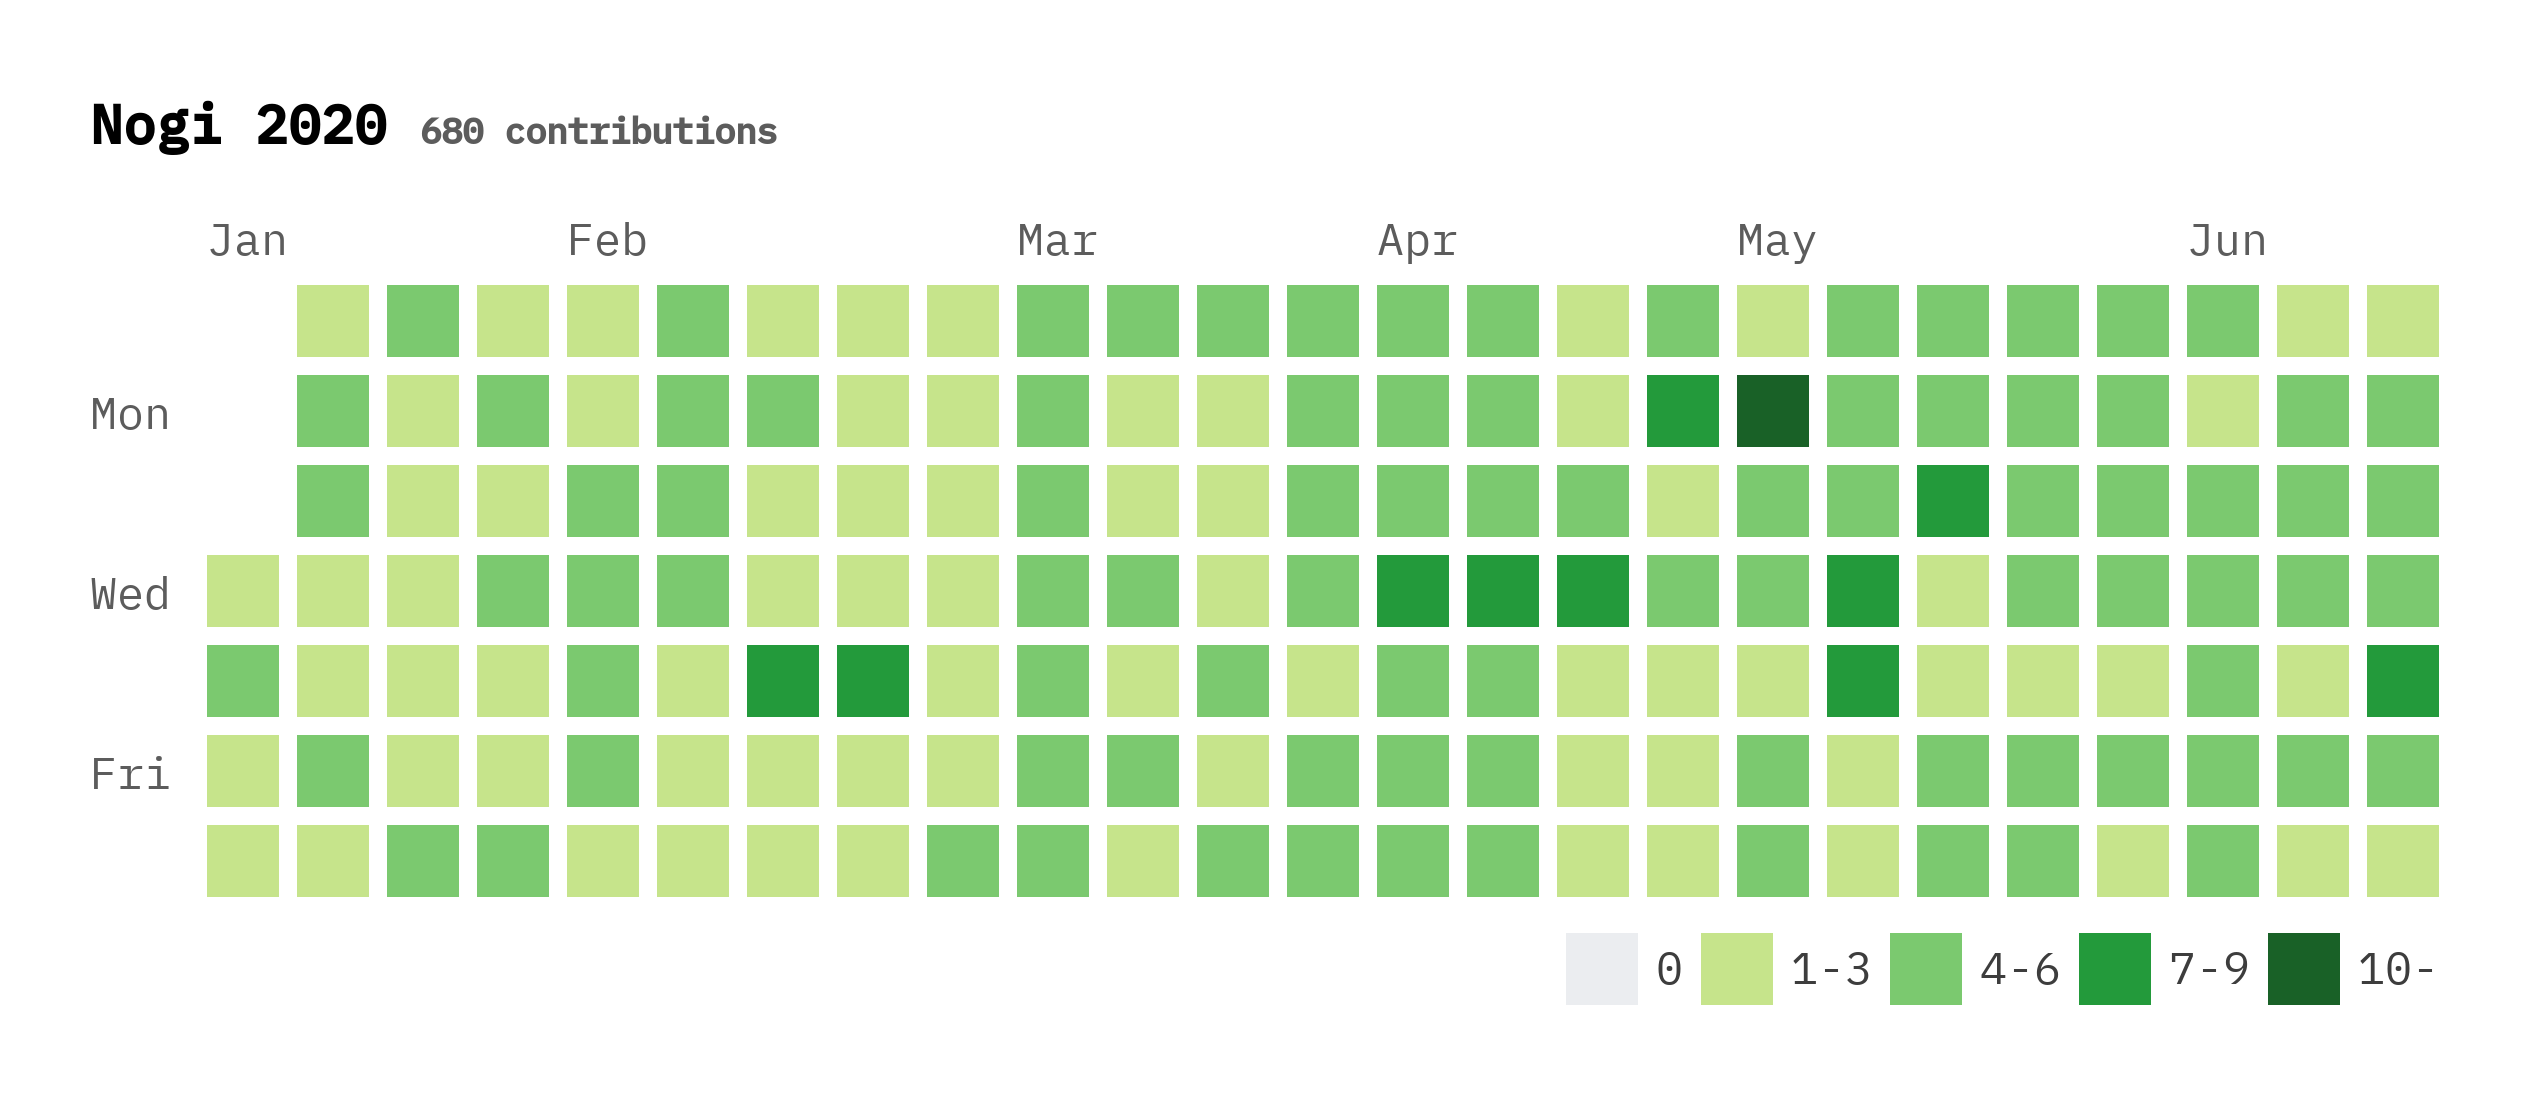 Nogi 2020 680 contributions
Jan Feb Mar Apr May Jun
Mon
Wed
Fri
0 1-3 4-6 7-9 10-